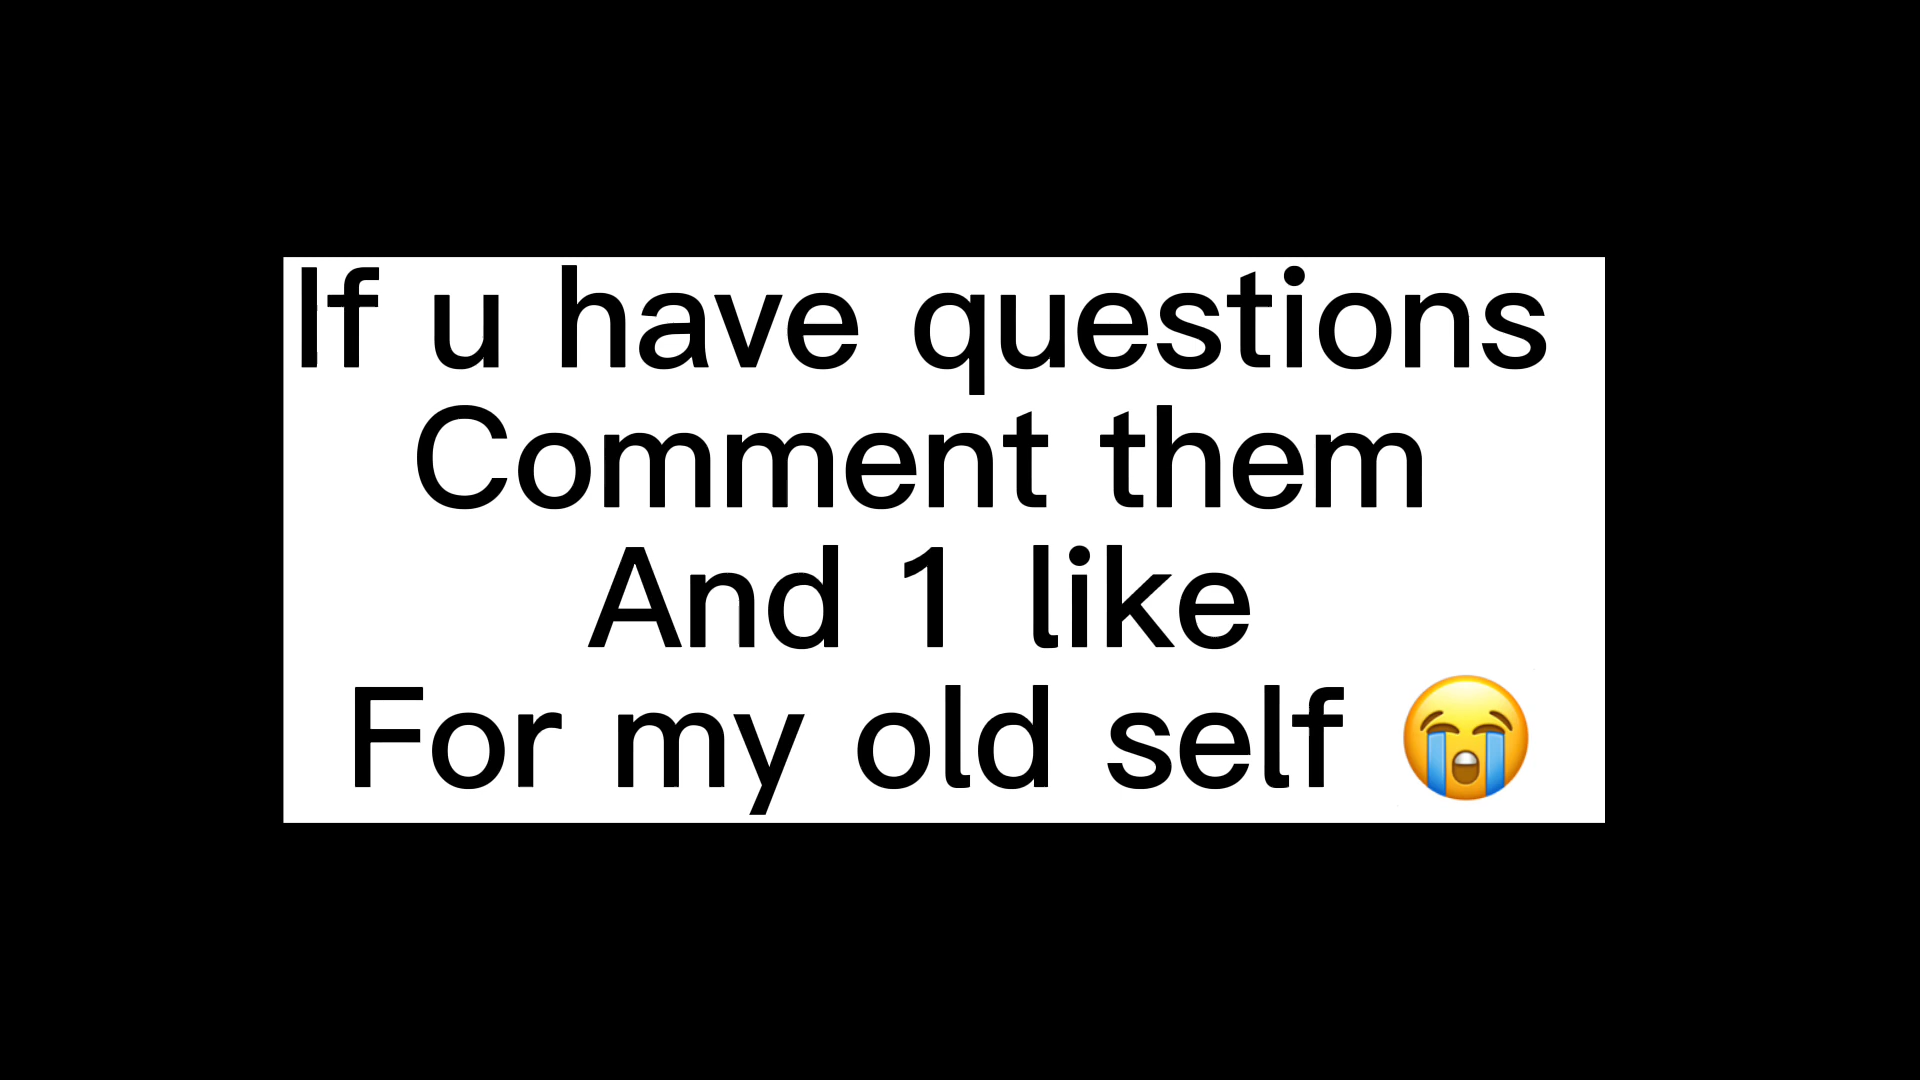 If u have questions
Comment them
And 1 like
For my old self 😭